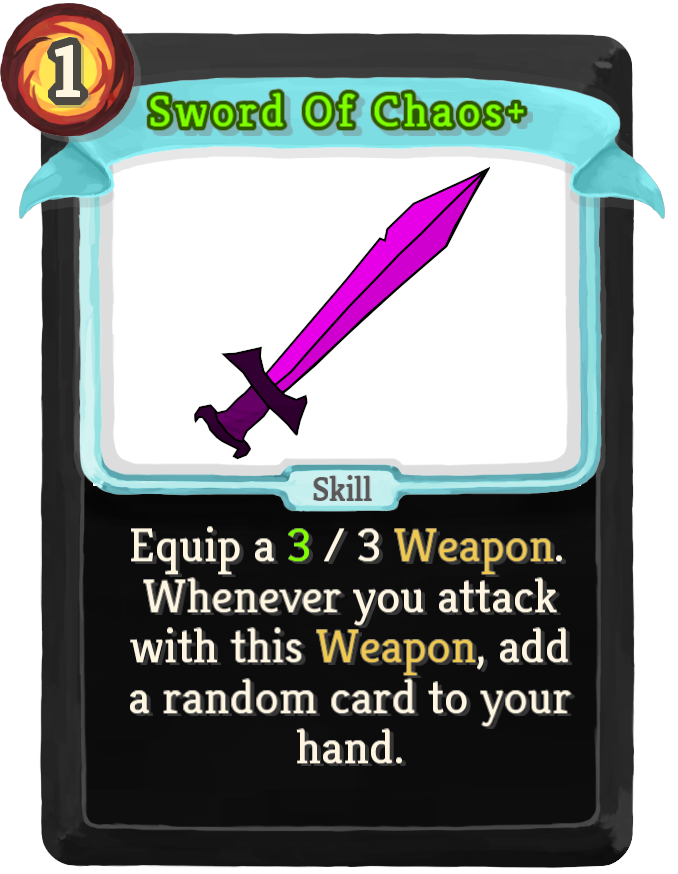 1
Sword Of Chaos+
Skill
Equip a 3 / 3 Weapon.
Whenever you attack
with this Weapon, add
a random card to your
hand.